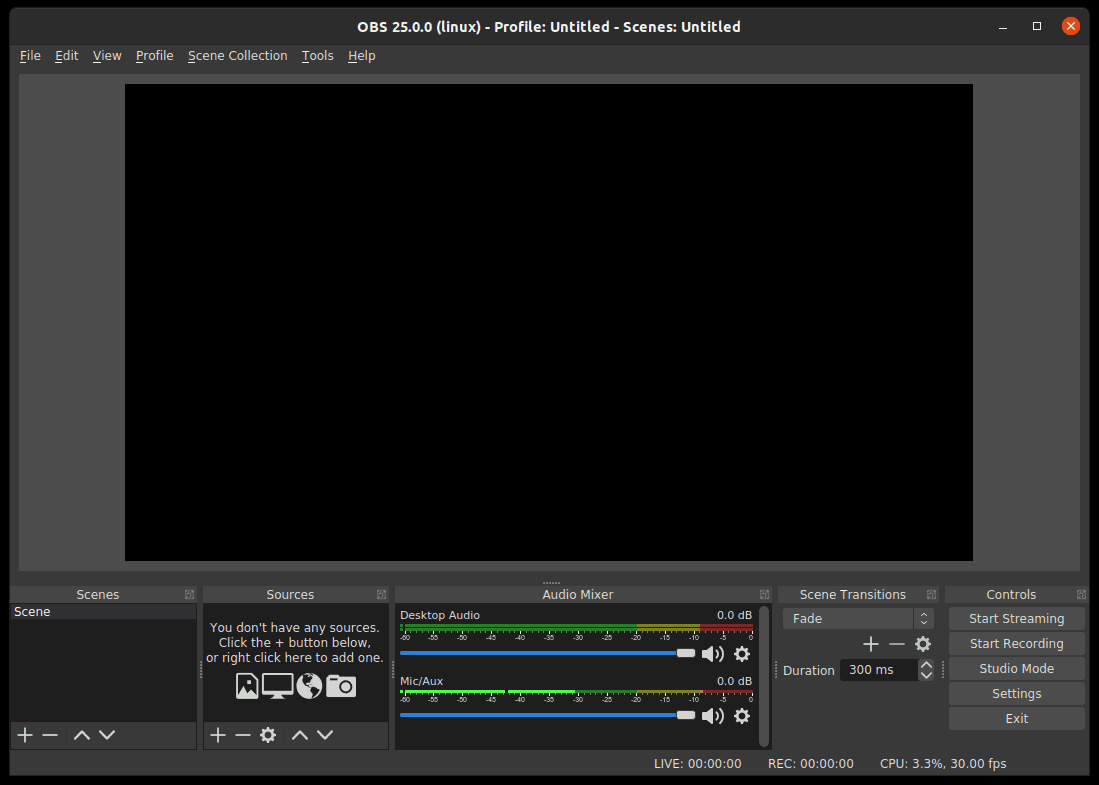 OBS 25.0.0 (linux) - Profile: Untitled - Scenes: Untitled
File Edit View Profile Scene Collection Tools Help
Scenes
Scene
Sources
You don't have any sources.
Click the + button below,
or right click here to add one.
Audio Mixer
Desktop Audio 0.0 dB
-60 -55 -50 -45 -40 -35 -30 -25 -20 -15 -10 -5 0
Mic/Aux 0.0 dB
-60 -55 -50 -45 -40 -35 -30 -25 -20 -15 -10 -5 0
Scene Transitions
Fade
Duration 300 ms
Controls
Start Streaming
Start Recording
Studio Mode
Settings
Exit
LIVE: 00:00:00 REC: 00:00:00 CPU: 3.3%, 30.00 fps